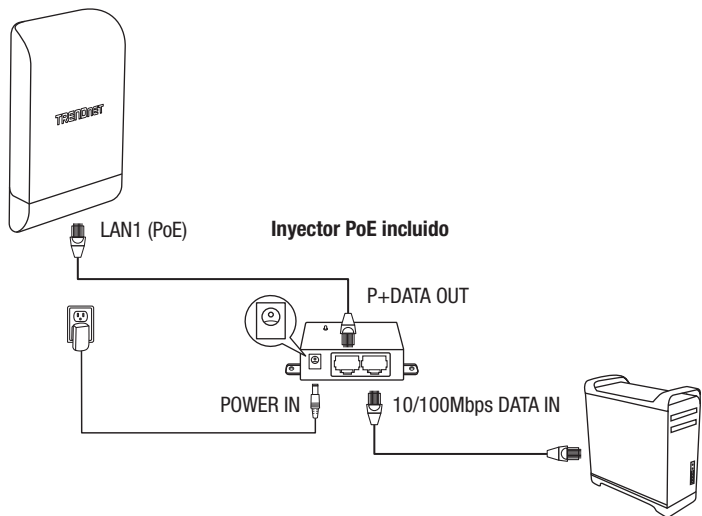 TRENDNET
LAN1 (PoE)
Inyector PoE incluido
P+DATA OUT
POWER IN
10/100Mbps DATA IN